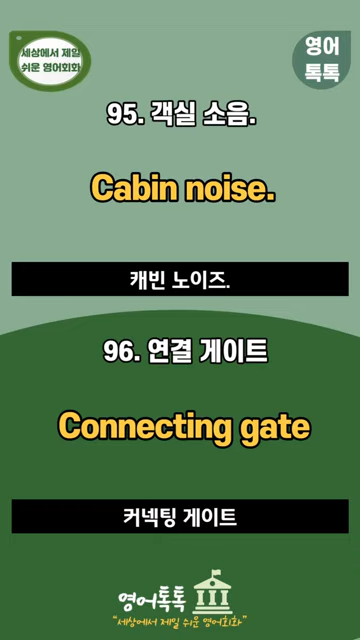 세상에서 제일
쉬운 영어회화
영어
톡톡
95. 객실 소음.
Cabin noise.
캐빈 노이즈.
96. 연결 게이트
Connecting gate
커넥팅 게이트
영어톡톡
"세상에서 제일 쉬운 영어회화"